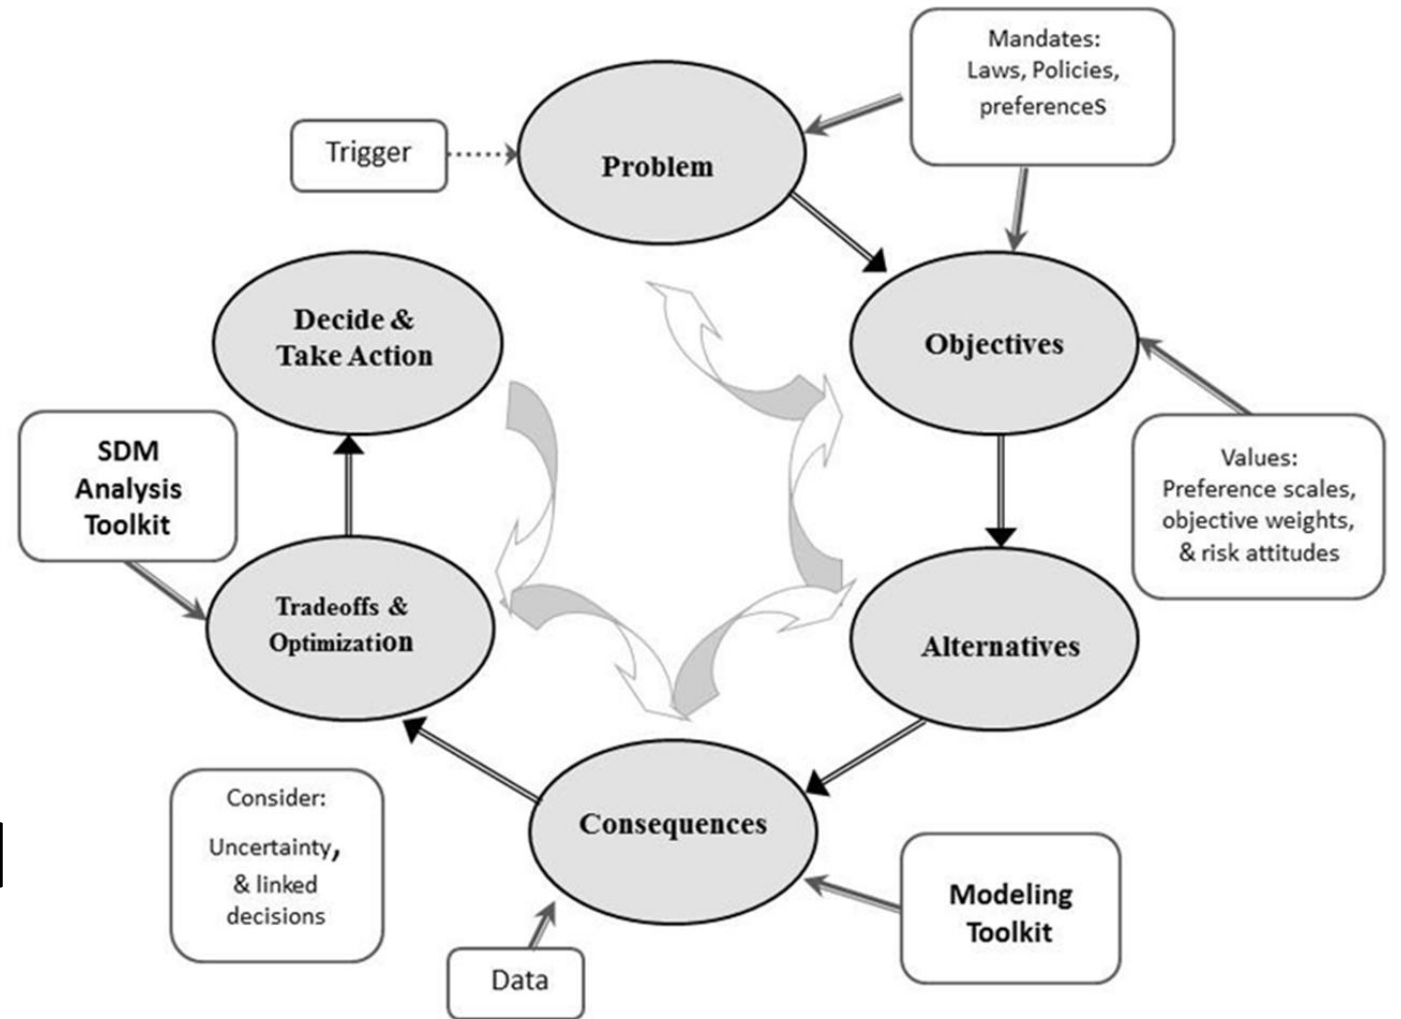 Mandates:
Laws, Policies,
preferences
Trigger
Problem
Decide &
Take Action
Objectives
SDM
Analysis
Toolkit
Values:
Preference scales,
objective weights,
& risk attitudes
Tradeoffs &
Optimization
Alternatives
Consider:
Uncertainty,
& linked
decisions
Consequences
Modeling
Toolkit
Data